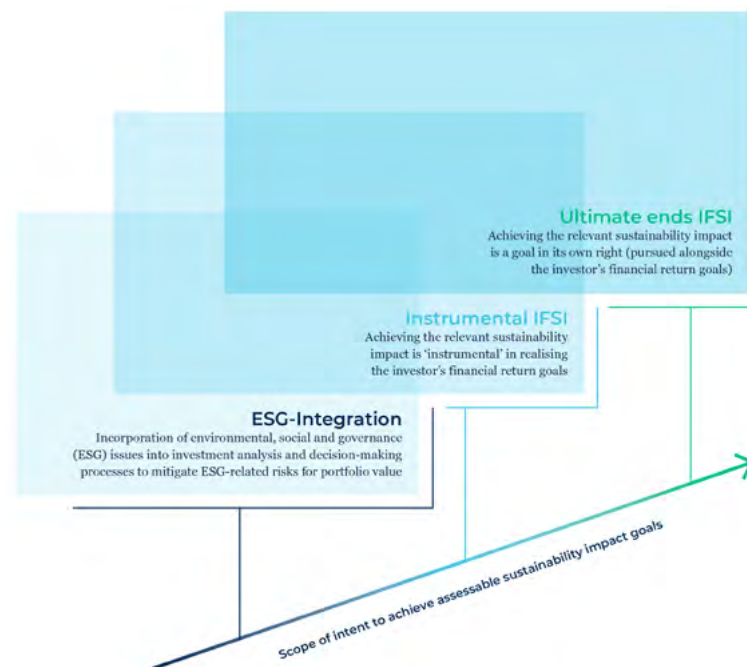 Ultimate ends IFSI
Achieving the relevant sustainability impact
is a goal in its own right (pursued alongside
the investor's financial return goals)
Instrumental IFSI
Achieving the relevant sustainability
impact is 'instrumental' in realising
the investor's financial return goals
ESG-Integration
Incorporation of environmental, social and governance
(ESG) issues into investment analysis and decision-making
processes to mitigate ESG-related risks for portfolio value
Scope of intent to achieve assessable sustainability impact goals